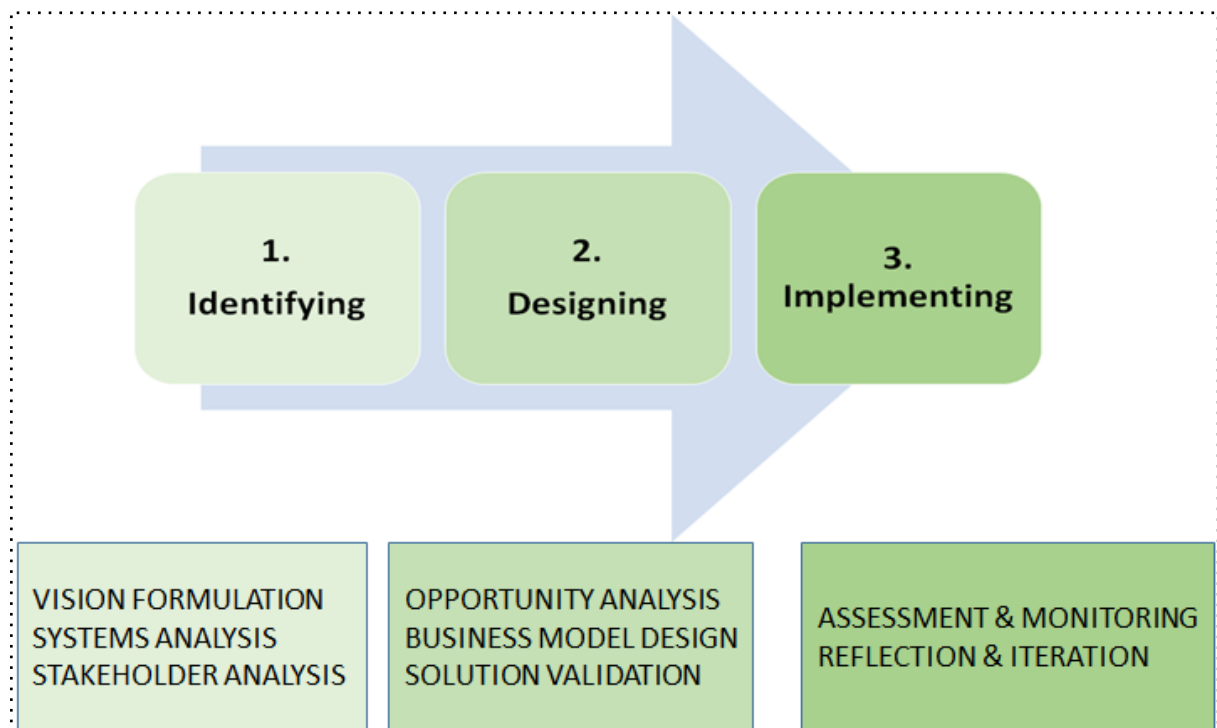 1.
Identifying
2.
Designing
3.
Implementing
VISION FORMULATION
SYSTEMS ANALYSIS
STAKEHOLDER ANALYSIS
OPPORTUNITY ANALYSIS
BUSINESS MODEL DESIGN
SOLUTION VALIDATION
ASSESSMENT & MONITORING
REFLECTION & ITERATION